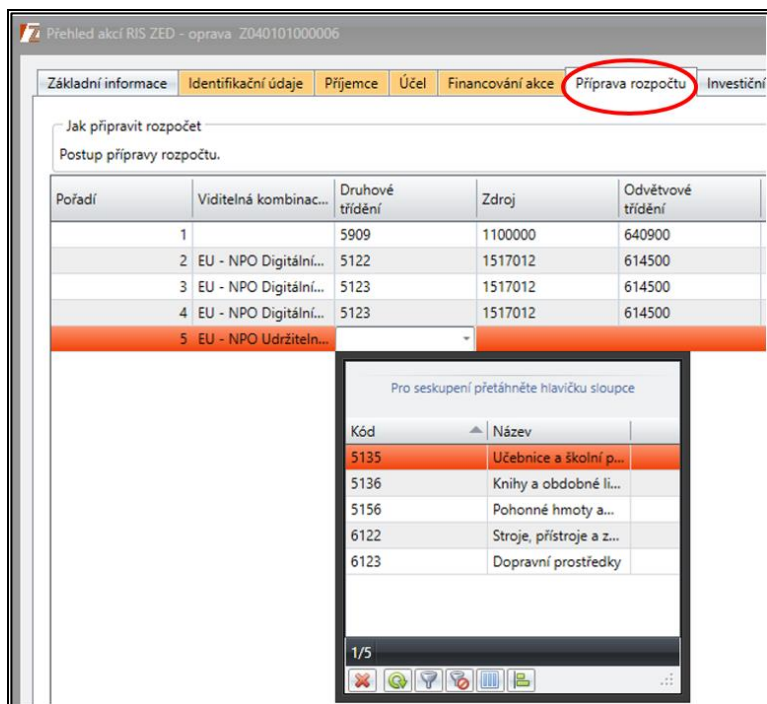 Přehled akcí RIS ZED - oprava Z040101000006
Základní informace Identifikační údaje Příjemce Účel Financování akce Příprava rozpočtu Investiční
Jak připravit rozpočet
Postup přípravy rozpočtu.
Pořadí Viditelná kombinac... Druhové třídění Zdroj Odvětvové třídění
1 5909 1100000 640900
2 EU - NPO Digitální... 5122 1517012 614500
3 EU - NPO Digitální... 5123 1517012 614500
4 EU - NPO Digitální... 5123 1517012 614500
5 EU - NPO Udržiteln...
Pro seskupení přetáhněte hlavičku sloupce
Kód Název
5135 Učebnice a školní p...
5136 Knihy a obdobné li...
5156 Pohonné hmoty a...
6122 Stroje, přístroje a z...
6123 Dopravní prostředky
1/5